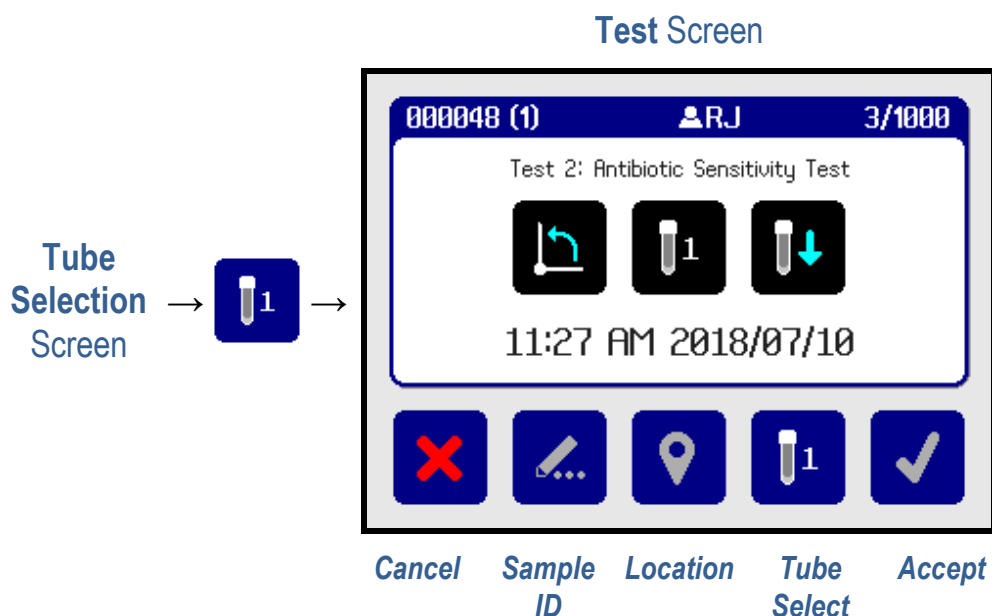 Test Screen
000048 (1) RJ 3/1000
Test 2: Antibiotic Sensitivity Test
1
11:27 AM 2018/07/10
Tube
Selection
Screen
→ 1 →
1
Cancel Sample Location Tube Accept
ID Select